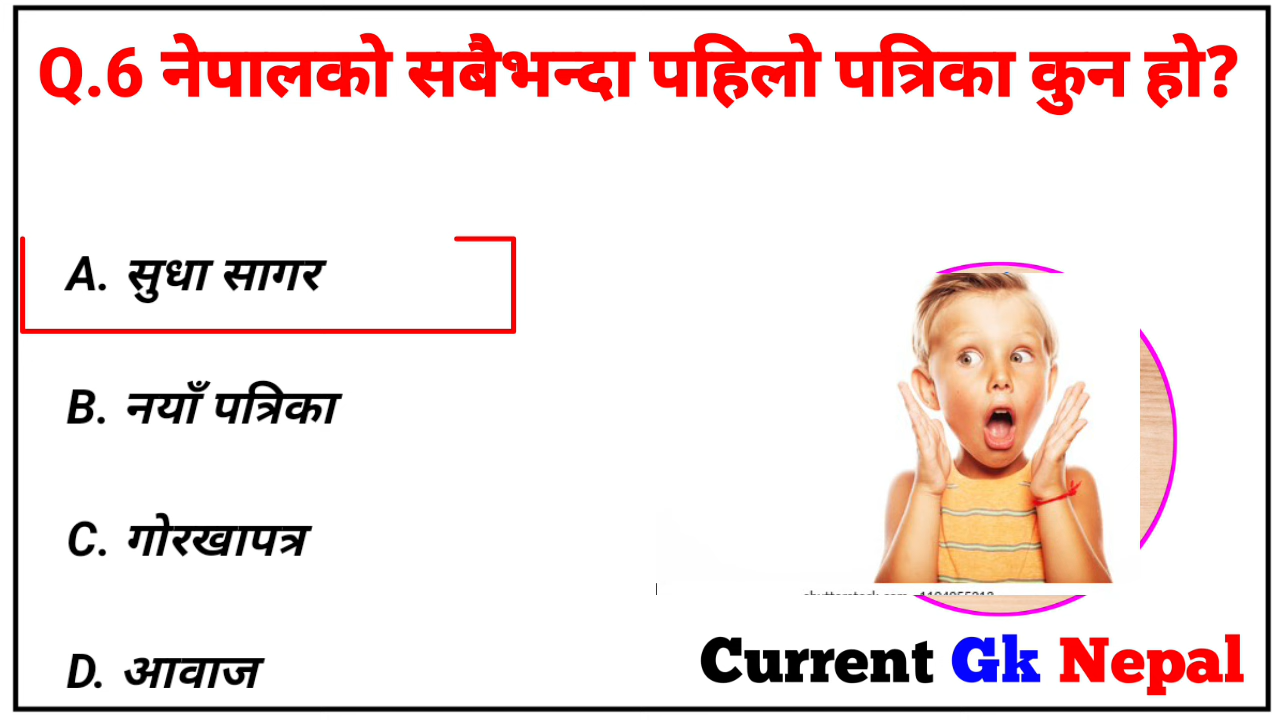 Q.6 नेपालको सबैभन्दा पहिलो पत्रिका कुन हो?
A. सुधा सागर
B. नयाँ पत्रिका
C. गोरखापत्र
D. आवाज
Current Gk Nepal